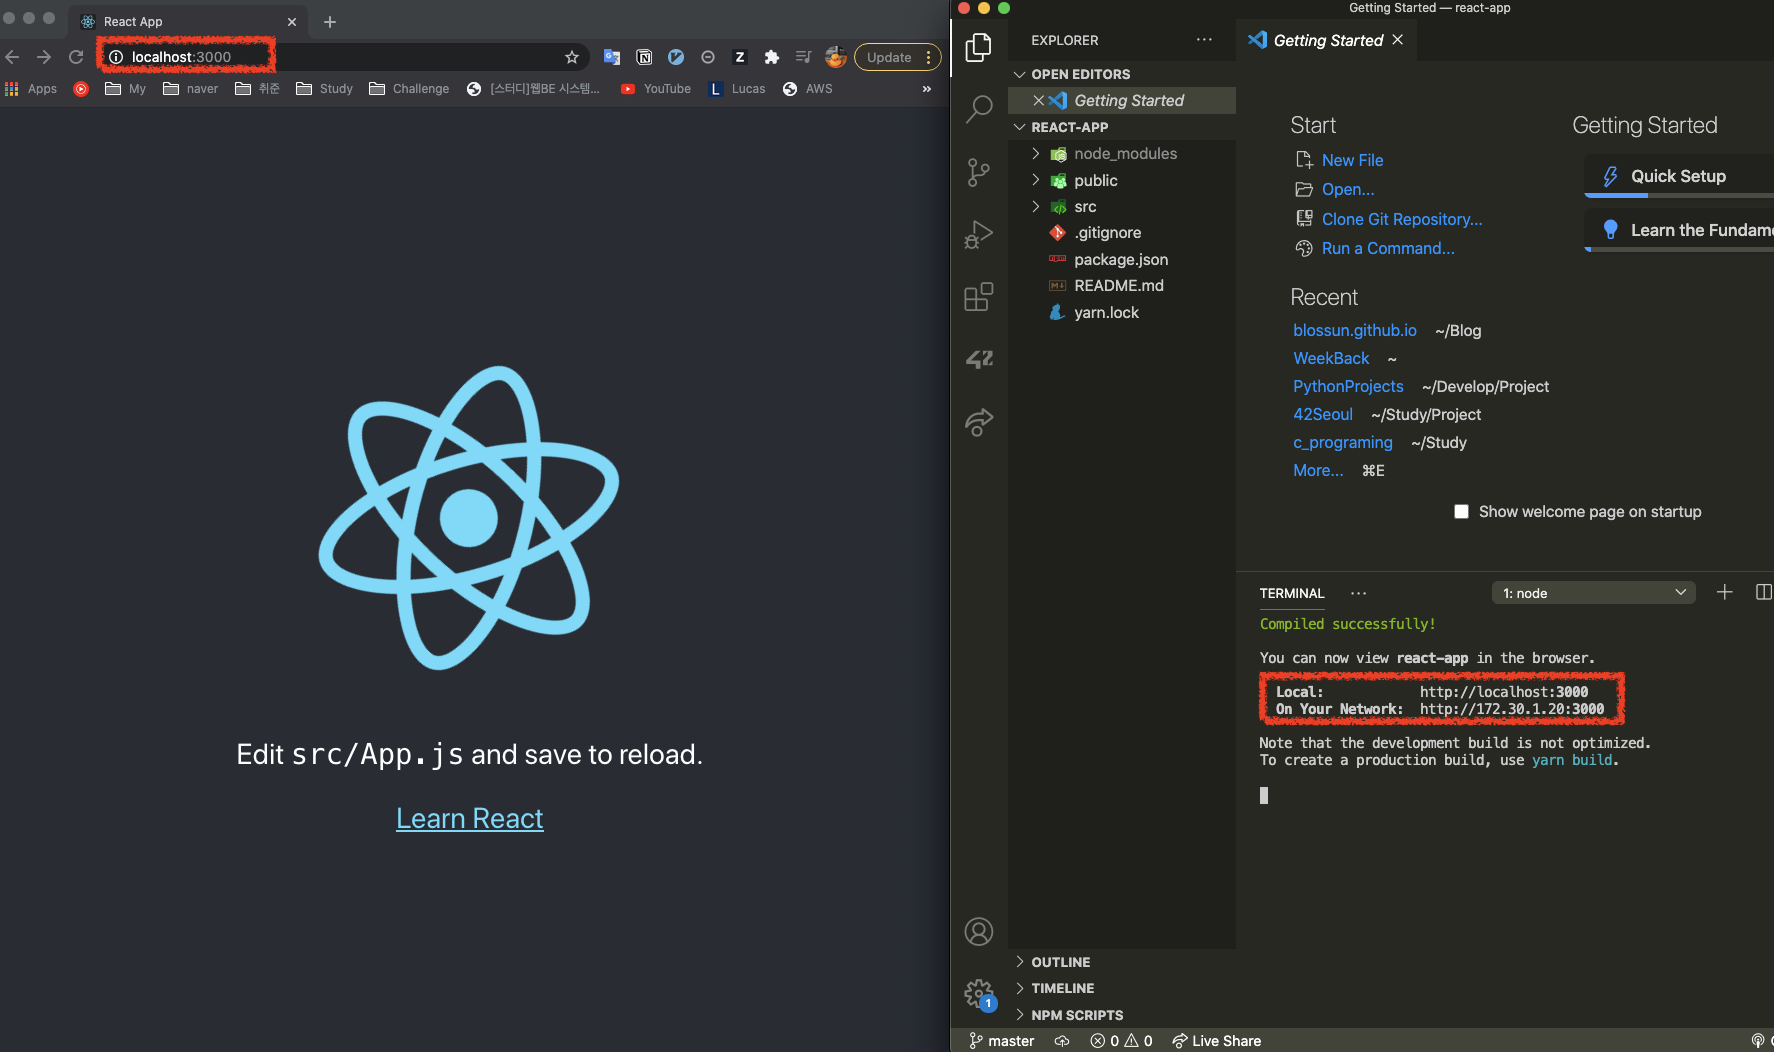 React App
localhost:3000
Update
Apps
My
naver
취준
Study
Challenge
[스터디]웹BE 시스템...
YouTube
L Lucas
AWS
»
Edit src/App.js and save to reload.
Learn React
Getting Started — react-app
EXPLORER
Getting Started
OPEN EDITORS
Getting Started
REACT-APP
node_modules
public
src
.gitignore
package.json
README.md
yarn.lock
OUTLINE
TIMELINE
NPM SCRIPTS
Start
New File
Open...
Clone Git Repository...
Run a Command...
Recent
blossun.github.io ~/Blog
WeekBack ~
PythonProjects ~/Develop/Project
42Seoul ~/Study/Project
c_programing ~/Study
More... ⌘E
Getting Started
Quick Setup
Learn the Fundam
Show welcome page on startup
TERMINAL
1: node
Compiled successfully!
You can now view react-app in the browser.
Local: http://localhost:3000
On Your Network: http://172.30.1.20:3000
Note that the development build is not optimized.
To create a production build, use yarn build.
1
master
0 0
Live Share